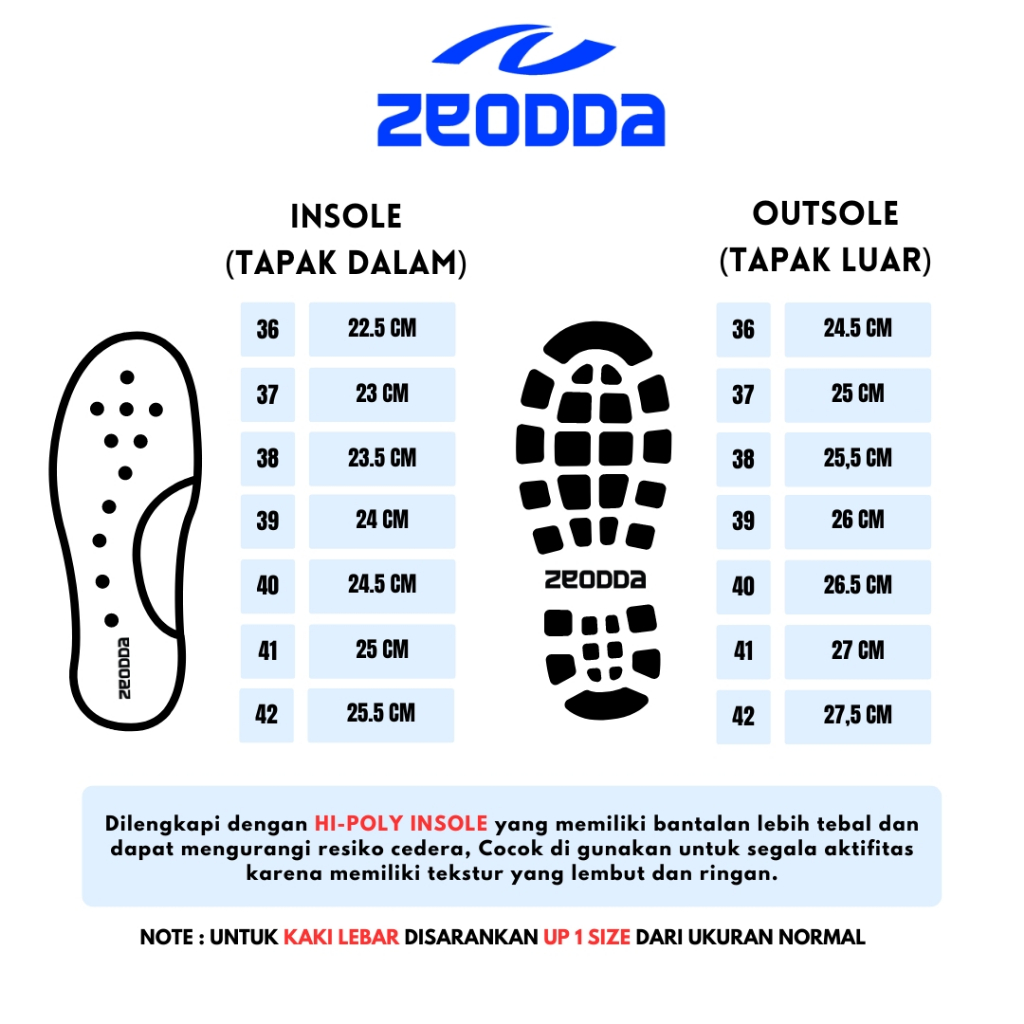 ZEODDA
INSOLE
(TAPAK DALAM)
36 22.5 CM
37 23 CM
38 23.5 CM
39 24 CM
40 24.5 CM
41 25 CM
42 25.5 CM
ZEODDA
OUTSOLE
(TAPAK LUAR)
36 24.5 CM
37 25 CM
38 25,5 CM
39 26 CM
40 26.5 CM
41 27 CM
42 27,5 CM
ZEODDA
Dilengkapi dengan HI-POLY INSOLE yang memiliki bantalan lebih tebal dan
dapat mengurangi resiko cedera, Cocok di gunakan untuk segala aktifitas
karena memiliki tekstur yang lembut dan ringan.
NOTE : UNTUK KAKI LEBAR DISARANKAN UP 1 SIZE DARI UKURAN NORMAL